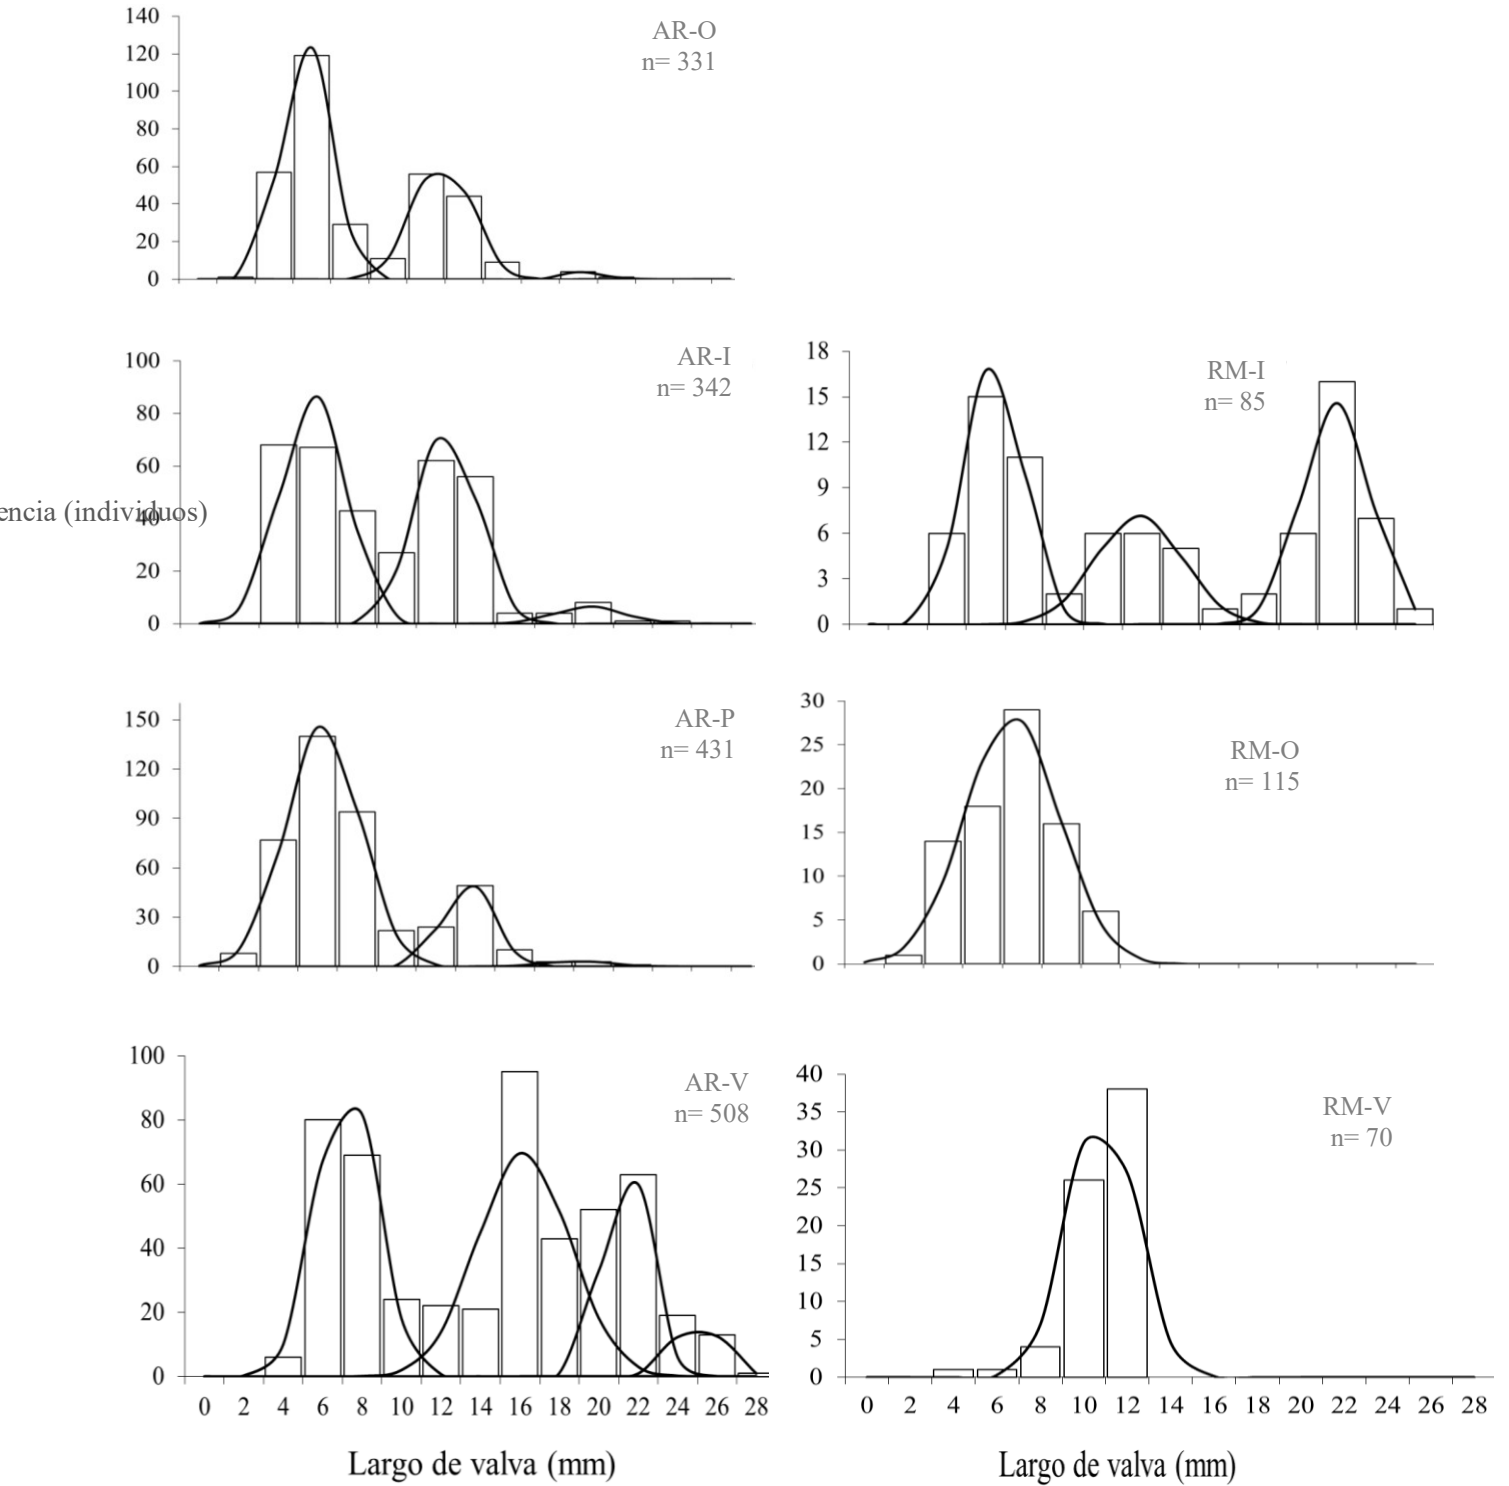 140
120
100
80
60
40
20
0
AR-O
n= 331
100
80
60
40
20
0
AR-I
n= 342
encia (individuos)
18
15
12
9
6
3
0
RM-I
n= 85
150
120
90
60
30
0
AR-P
n= 431
30
25
20
15
10
5
0
RM-O
n= 115
100
80
60
40
20
0
AR-V
n= 508
0 2 4 6 8 10 12 14 16 18 20 22 24 26 28
Largo de valva (mm)
40
35
30
25
20
15
10
5
0
RM-V
n= 70
0 2 4 6 8 10 12 14 16 18 20 22 24 26 28
Largo de valva (mm)